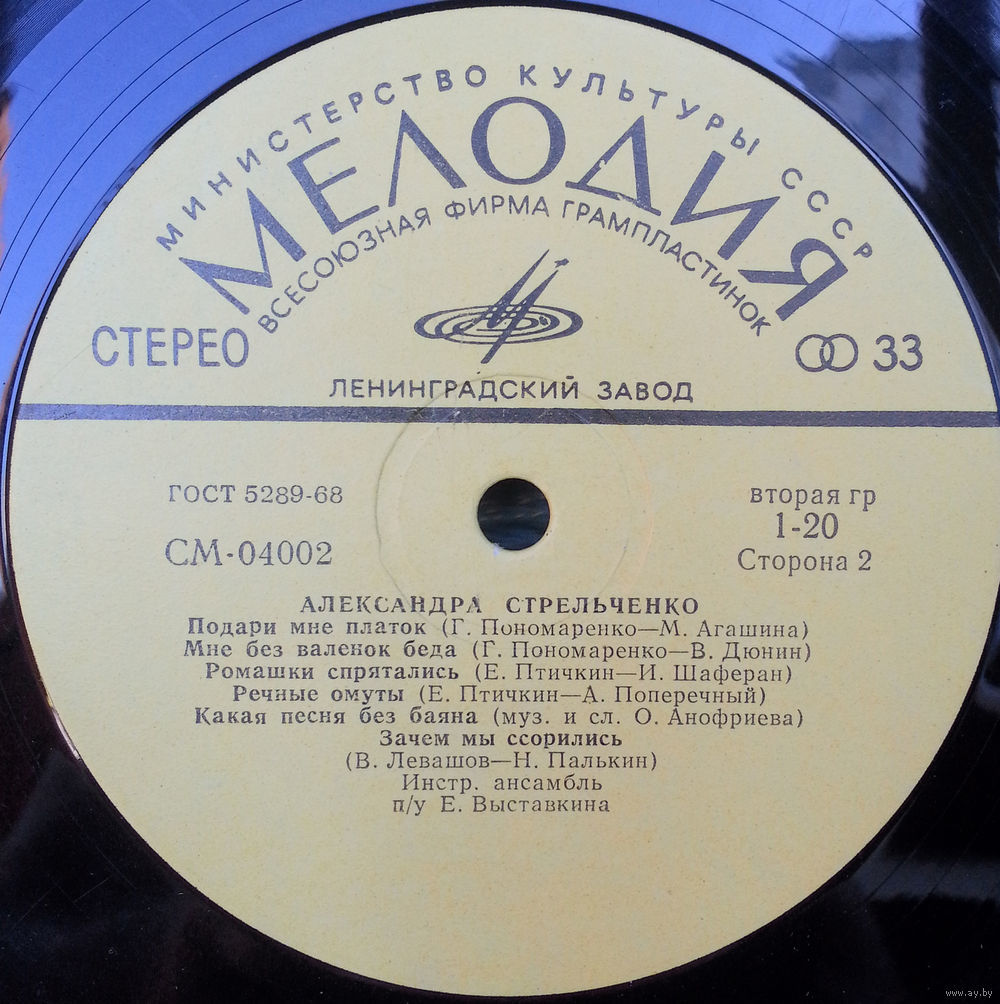 МИНИСТЕРСТВО КУЛЬТУРЫ СССР
МЕЛОДИЯ
ВСЕСОЮЗНАЯ ФИРМА ГРАМПЛАСТИНОК
СТЕРЕО
33
ЛЕНИНГРАДСКИЙ ЗАВОД
ГОСТ 5289-68
вторая гр
1-20
СМ-04002
Сторона 2
АЛЕКСАНДРА СТРЕЛЬЧЕНКО
Подари мне платок (Г. Пономаренко—М. Агашина)
Мне без валенок беда (Г. Пономаренко—В. Дюнин)
Ромашки спрятались (Е. Птичкин—И. Шаферан)
Речные омуты (Е. Птичкин—А. Поперечный)
Какая песня без баяна (муз. и сл. О. Анофриева)
Зачем мы ссорились
(В. Левашов—Н. Палькин)
Инстр. ансамбль
п/у Е. Выставкина
www.ay.by